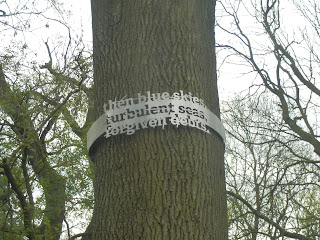 then blue skies.
turbulent seas.
forgiven debts.